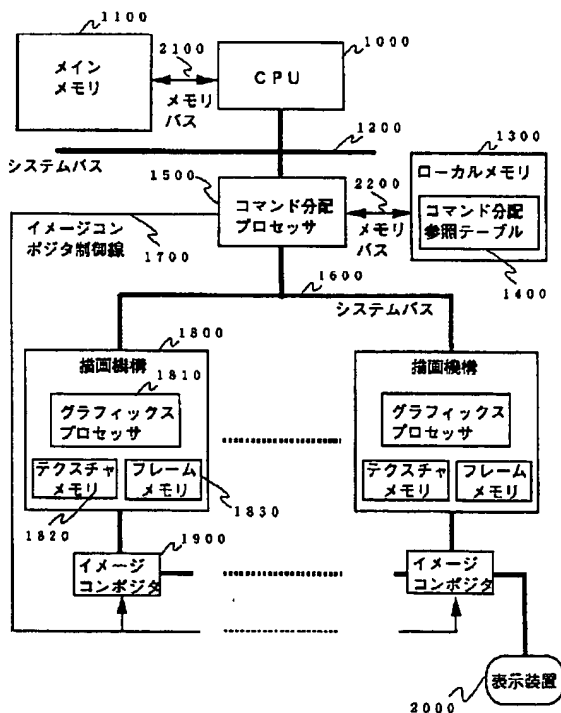 1100
メイン
メモリ
2100
メモリ
バス
1000
CPU
1200
システムバス
1300
ローカルメモリ
コマンド分配
参照テーブル
1400
1500
コマンド分配
プロセッサ
2200
メモリ
バス
イメージコン
ポジタ制御線
1700
1600
システムバス
1800
描画機構
1810
グラフィックス
プロセッサ
テクスチャ
メモリ
フレーム
メモリ
1820
1830
描画機構
グラフィックス
プロセッサ
テクスチャ
メモリ
フレーム
メモリ
1900
イメージ
コンポジタ
イメージ
コンポジタ
表示装置
2000